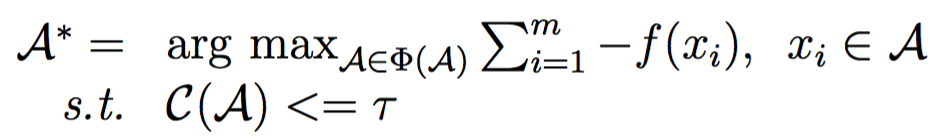 𝒜* = arg max_{𝒜∈Φ(𝒜)} ∑_{i=1}^{m} −f(x_i), x_i ∈ 𝒜
s.t. 𝒞(𝒜) <= τ